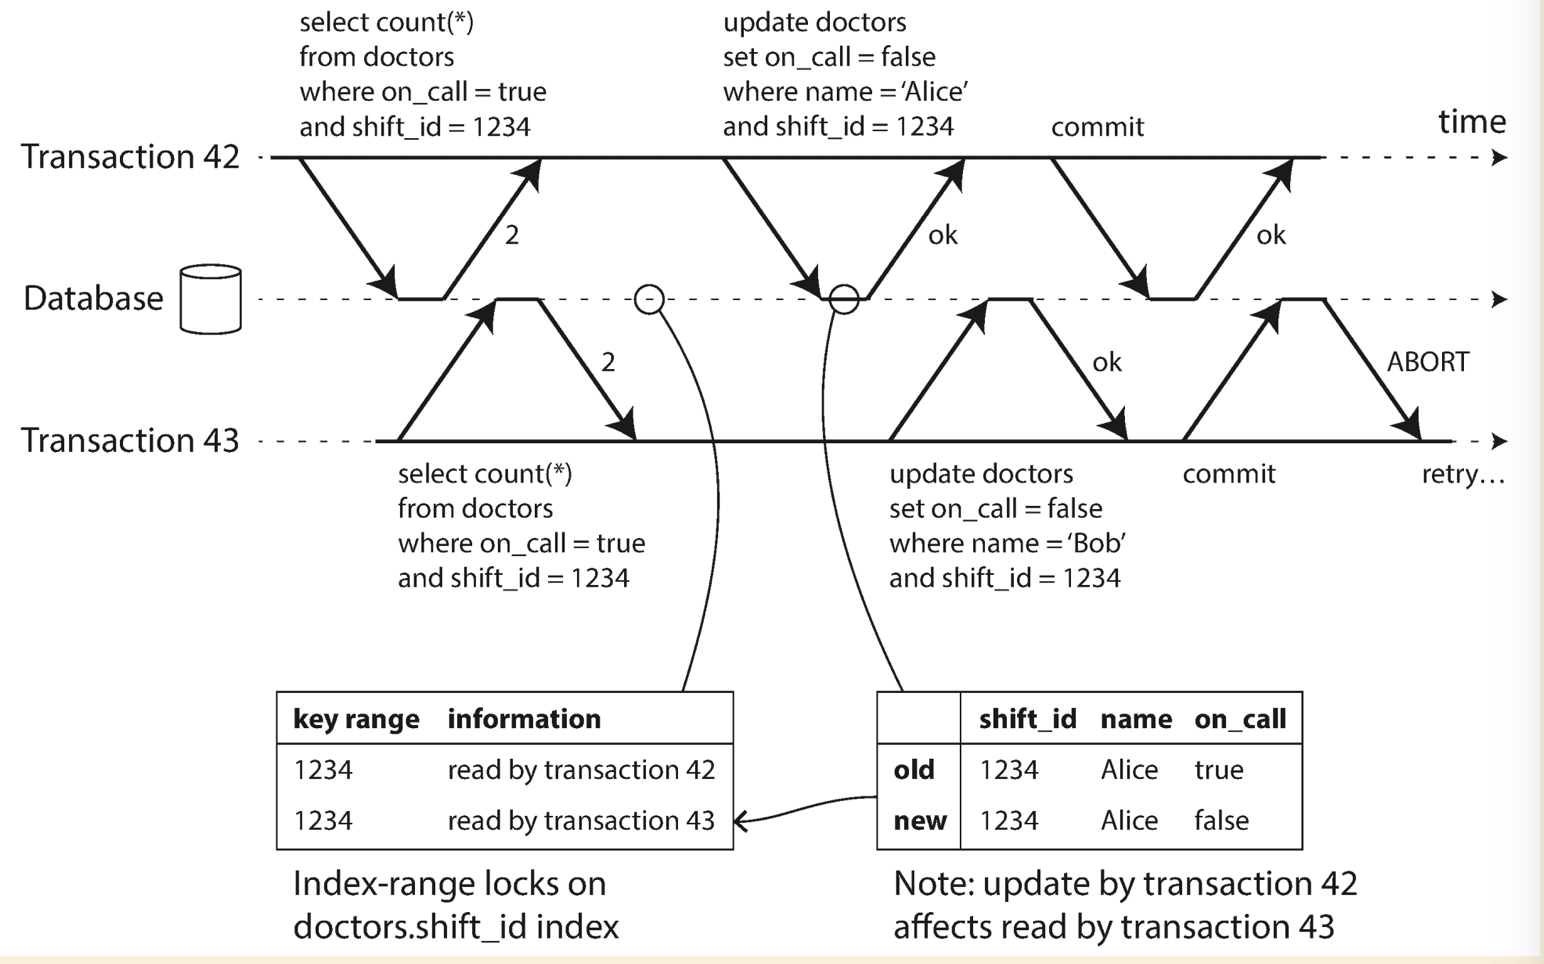 select count(*)
from doctors
where on_call = true
and shift_id = 1234
update doctors
set on_call = false
where name = ‘Alice’
and shift_id = 1234
commit
time
Transaction 42
2
ok
ok
Database
2
ok
ABORT
Transaction 43
select count(*)
from doctors
where on_call = true
and shift_id = 1234
update doctors
set on_call = false
where name = ‘Bob’
and shift_id = 1234
commit
retry…
key range information
1234 read by transaction 42
1234 read by transaction 43
Index-range locks on
doctors.shift_id index
shift_id name on_call
old 1234 Alice true
new 1234 Alice false
Note: update by transaction 42
affects read by transaction 43